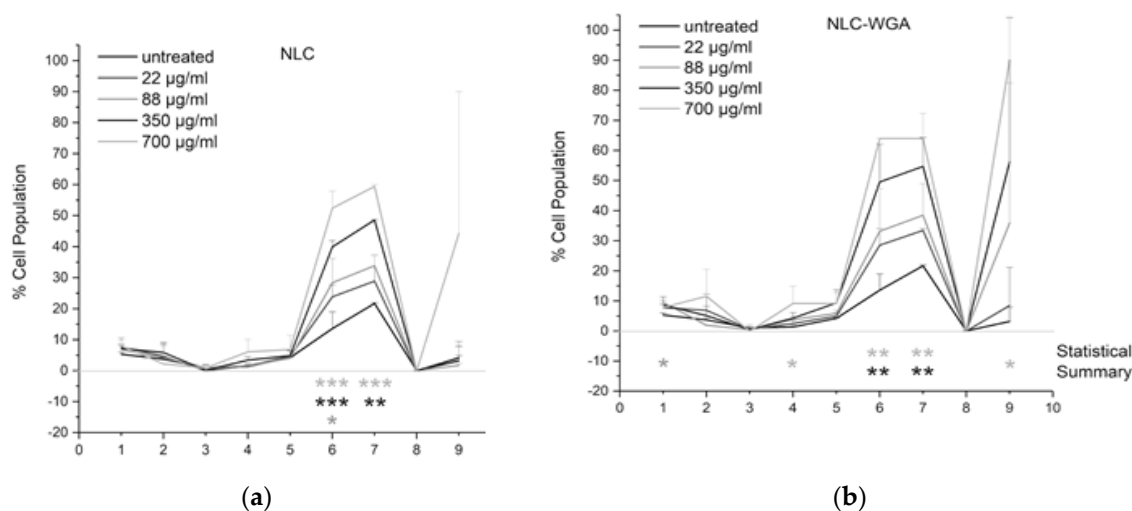 NLC
untreated
22 µg/ml
88 µg/ml
350 µg/ml
700 µg/ml
% Cell Population
100
90
80
70
60
50
40
30
20
10
0
-10
-20
*** ***
*** **
*
0 1 2 3 4 5 6 7 8 9
(a)
NLC-WGA
untreated
22 µg/ml
88 µg/ml
350 µg/ml
700 µg/ml
% Cell Population
100
90
80
70
60
50
40
30
20
10
0
-10
-20
** **
* * ** ** *
Statistical
Summary
0 1 2 3 4 5 6 7 8 9 10
(b)